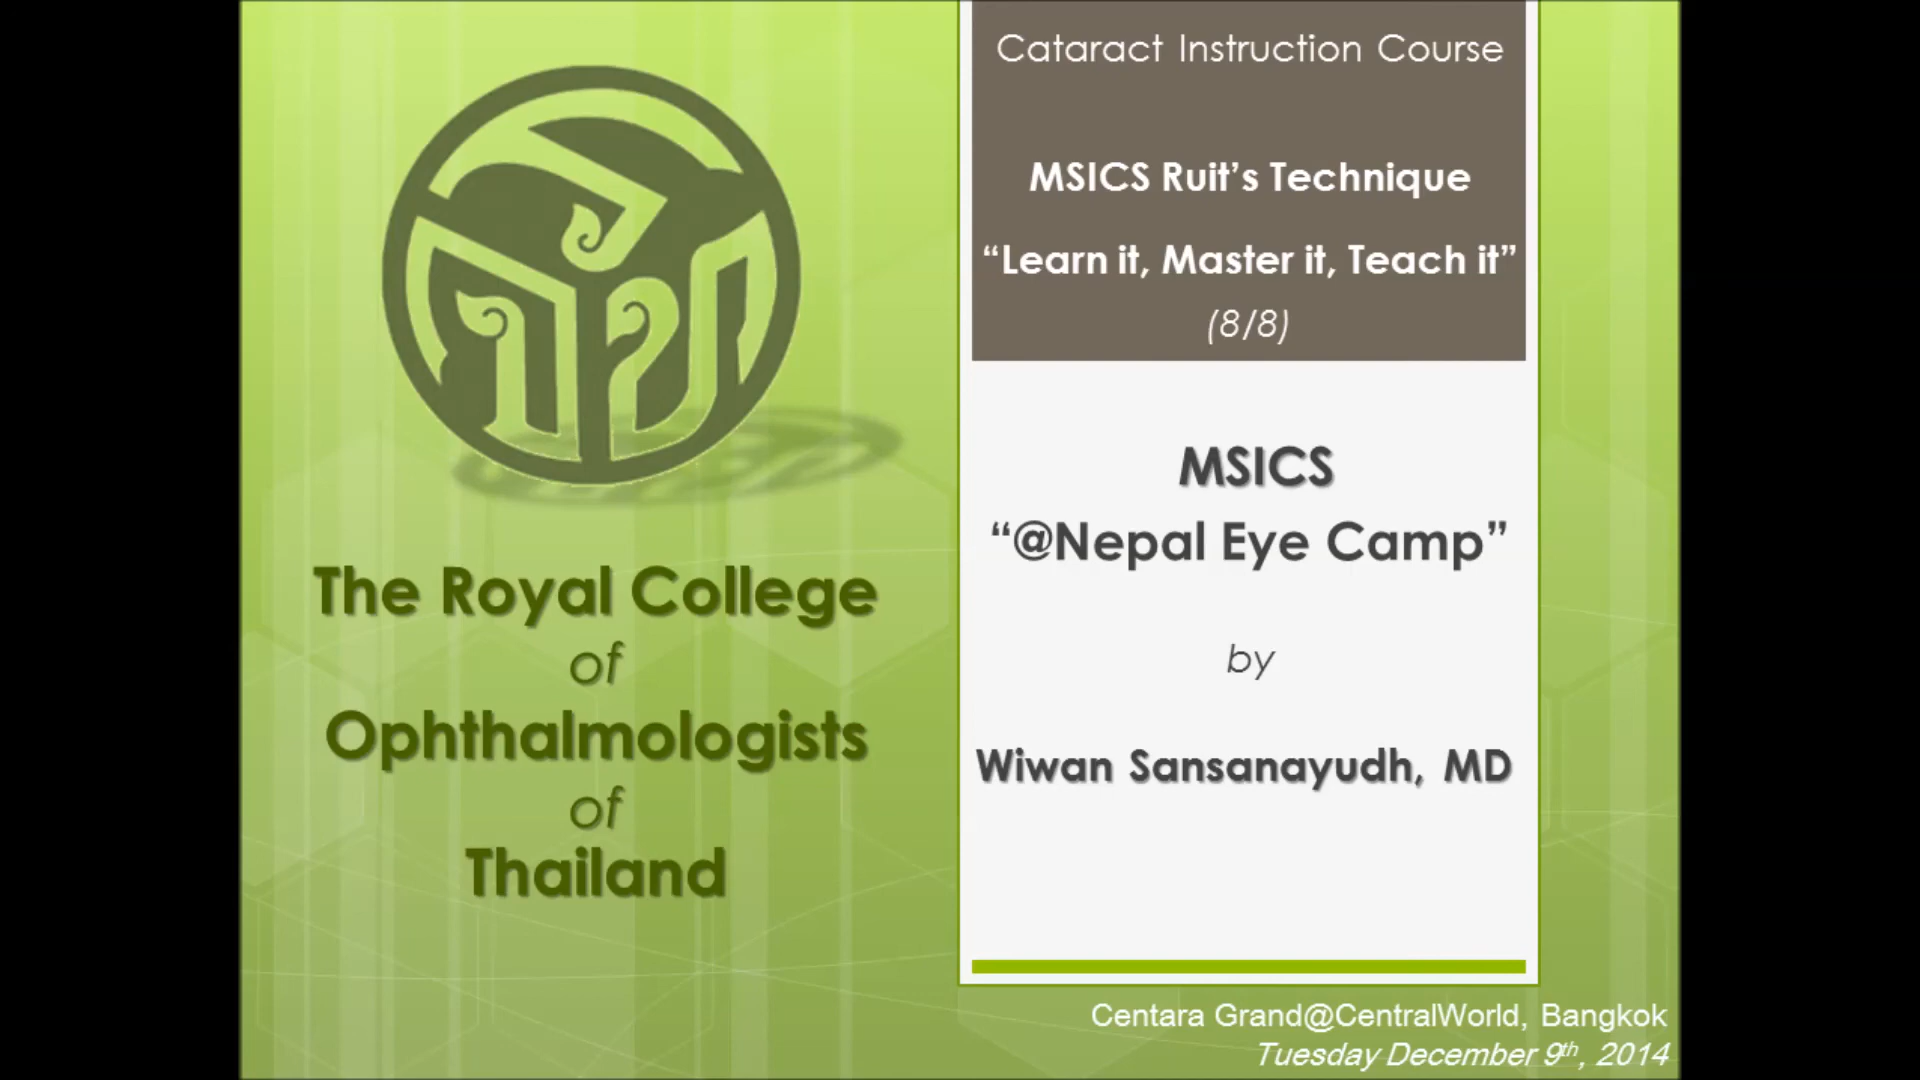 The Royal College
of
Ophthalmologists
of
Thailand
Cataract Instruction Course
MSICS Ruit’s Technique
“Learn it, Master it, Teach it”
(8/8)
MSICS
“@Nepal Eye Camp”
by
Wiwan Sansanayudh, MD
Centara Grand@CentralWorld, Bangkok
Tuesday December 9th, 2014